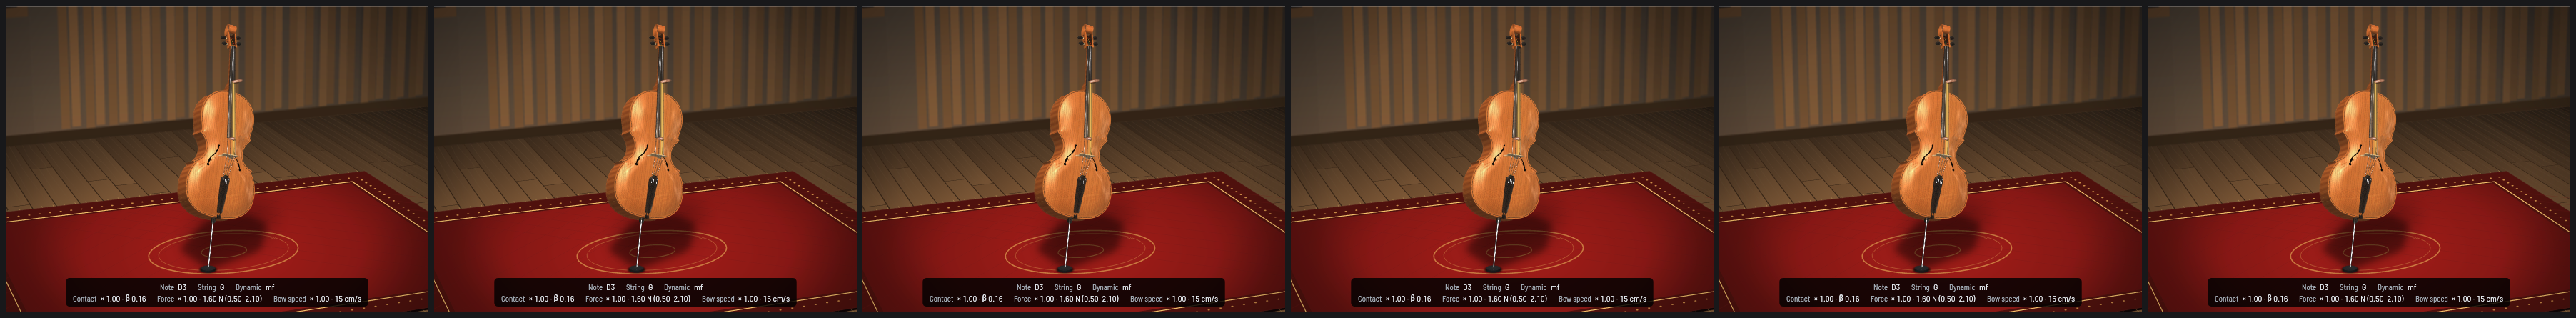 Note D3 String G Dynamic mf
Contact × 1.00 · β 0.16 Force × 1.00 · 1.60 N (0.50–2.10) Bow speed × 1.00 · 15 cm/s
Note D3 String G Dynamic mf
Contact × 1.00 · β 0.16 Force × 1.00 · 1.60 N (0.50–2.10) Bow speed × 1.00 · 15 cm/s
Note D3 String G Dynamic mf
Contact × 1.00 · β 0.16 Force × 1.00 · 1.60 N (0.50–2.10) Bow speed × 1.00 · 15 cm/s
Note D3 String G Dynamic mf
Contact × 1.00 · β 0.16 Force × 1.00 · 1.60 N (0.50–2.10) Bow speed × 1.00 · 15 cm/s
Note D3 String G Dynamic mf
Contact × 1.00 · β 0.16 Force × 1.00 · 1.60 N (0.50–2.10) Bow speed × 1.00 · 15 cm/s
Note D3 String G Dynamic mf
Contact × 1.00 · β 0.16 Force × 1.00 · 1.60 N (0.50–2.10) Bow speed × 1.00 · 15 cm/s